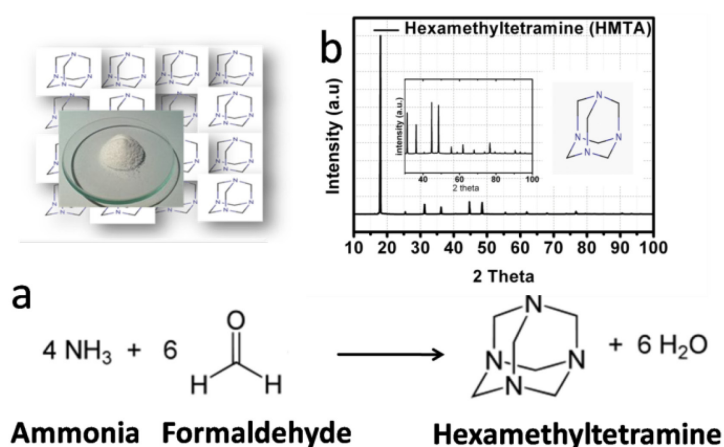 b
Hexamethyltetramine (HMTA)
Intensity (a.u)
Intensity (a.u.)
40 60 80 100
2 theta
N
N
N
N
10 20 30 40 50 60 70 80 90 100
2 Theta
a
4 NH₃ + 6
O
H H
N
N
N
N
+ 6 H₂O
Ammonia Formaldehyde Hexamethyltetramine